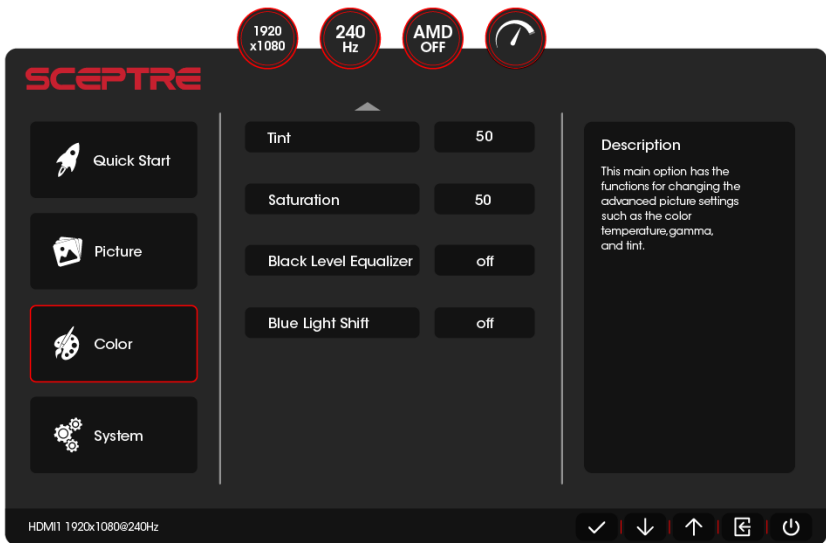 1920
x1080
240
Hz
AMD
OFF
SCEPTRE
Quick Start
Picture
Color
System
Tint 50
Saturation 50
Black Level Equalizer off
Blue Light Shift off
Description
This main option has the
functions for changing the
advanced picture settings
such as the color
temperature,gamma,
and tint.
HDMI1 1920x1080@240Hz